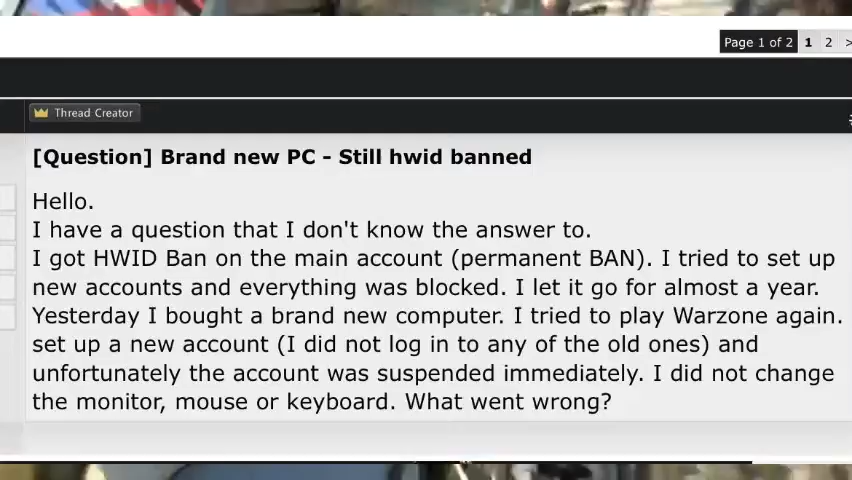 Page 1 of 2 1 2 >
Thread Creator
[Question] Brand new PC - Still hwid banned
Hello.
I have a question that I don't know the answer to.
I got HWID Ban on the main account (permanent BAN). I tried to set up
new accounts and everything was blocked. I let it go for almost a year.
Yesterday I bought a brand new computer. I tried to play Warzone again.
set up a new account (I did not log in to any of the old ones) and
unfortunately the account was suspended immediately. I did not change
the monitor, mouse or keyboard. What went wrong?